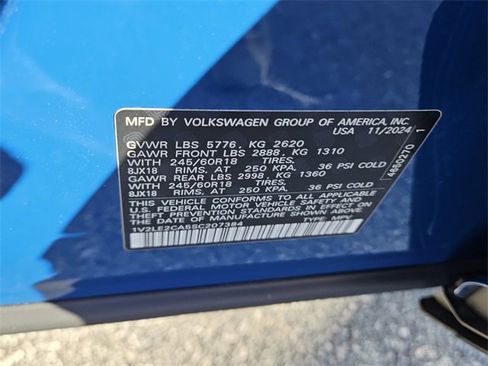 MFD BY VOLKSWAGEN GROUP OF AMERICA, INC.
USA 11/2024
GVWR LBS 5776, KG 2620
GAWR FRONT LBS 2888, KG 1310
WITH 245/60R18 TIRES,
8JX18 RIMS, AT 250 KPA, 36 PSI COLD
GAWR REAR LBS 2998, KG 1360
WITH 245/60R18 TIRES,
8JX18 RIMS, AT 250 KPA, 36 PSI COLD
THIS VEHICLE CONFORMS TO ALL APPLICABLE
U.S. FEDERAL MOTOR VEHICLE SAFETY
STANDARDS IN EFFECT ON
THE DATE OF MANUFACTURE SHOWN ABOVE.
1V2LE2CA5SC207384 TYPE: MPV
1